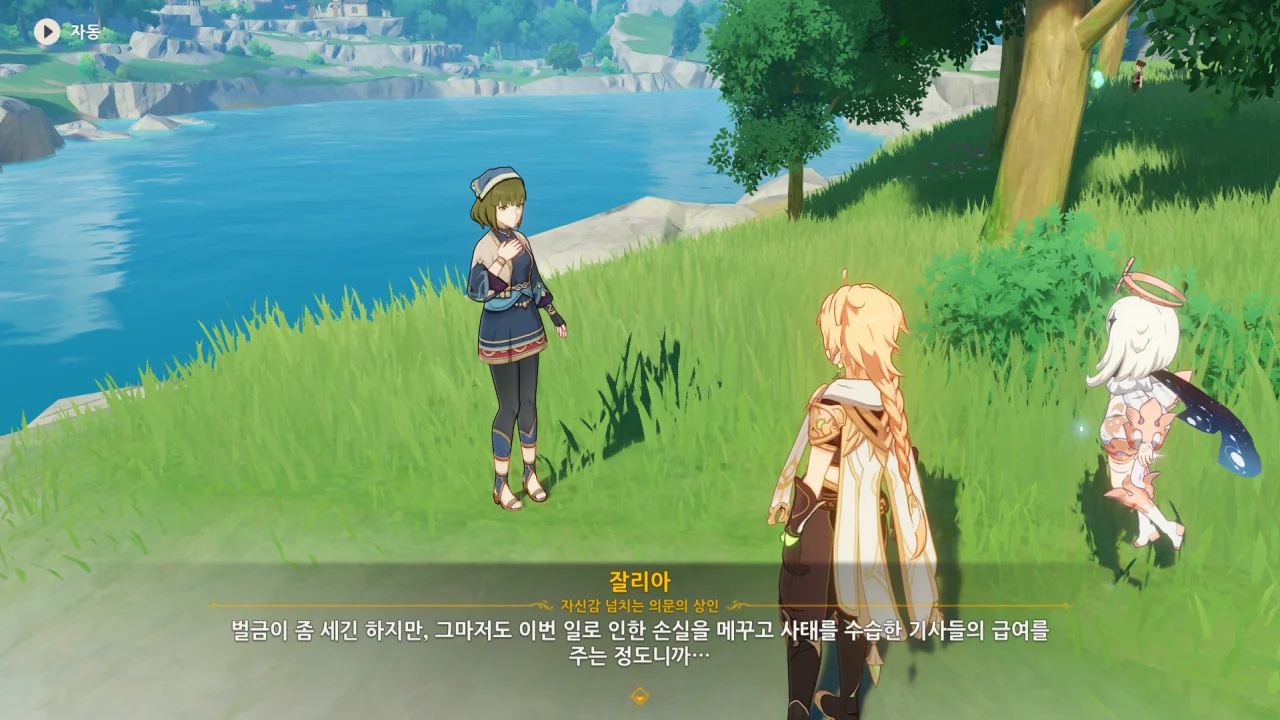 자동
잘리아
자신감 넘치는 의문의 상인
벌금이 좀 세긴 하지만, 그마저도 이번 일로 인한 손실을 메꾸고 사태를 수습한 기사들의 급여를
주는 정도니까…